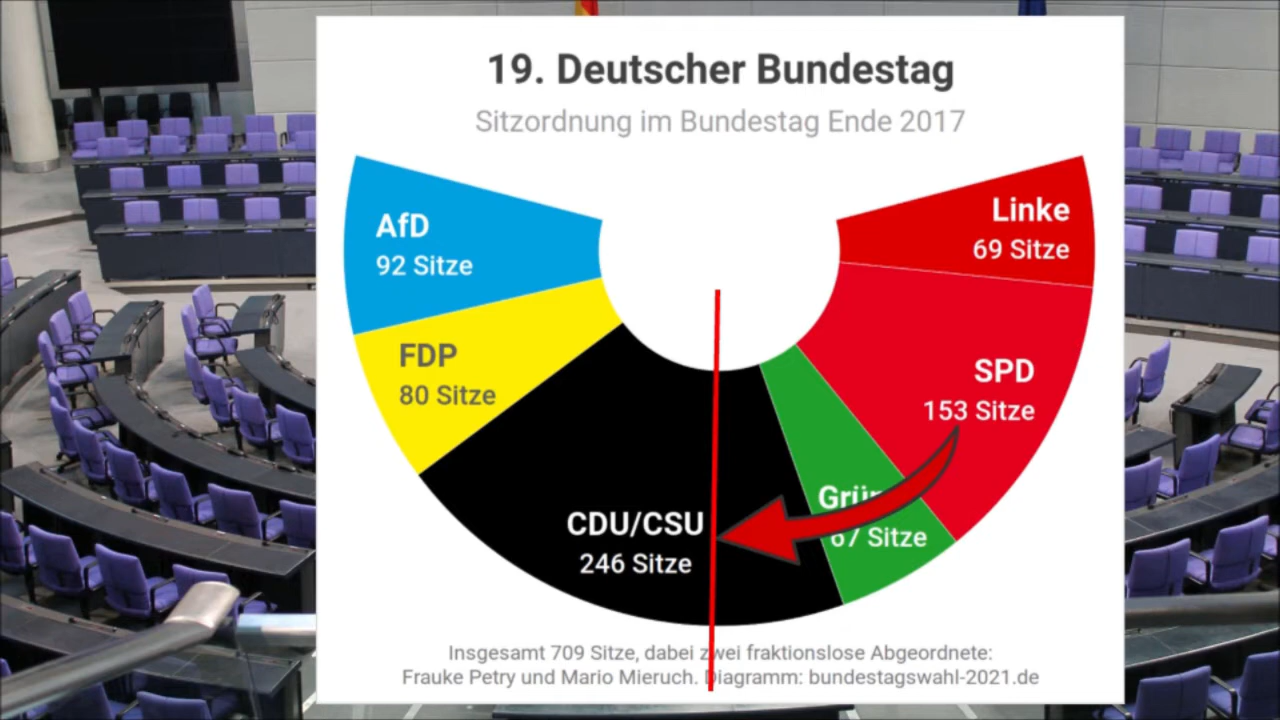 19. Deutscher Bundestag
Sitzordnung im Bundestag Ende 2017
AfD
92 Sitze
FDP
80 Sitze
CDU/CSU
246 Sitze
67 Sitze
SPD
153 Sitze
Linke
69 Sitze
Insgesamt 709 Sitze, dabei zwei fraktionslose Abgeordnete:
Frauke Petry und Mario Mieruch. Diagramm: bundestagswahl-2021.de